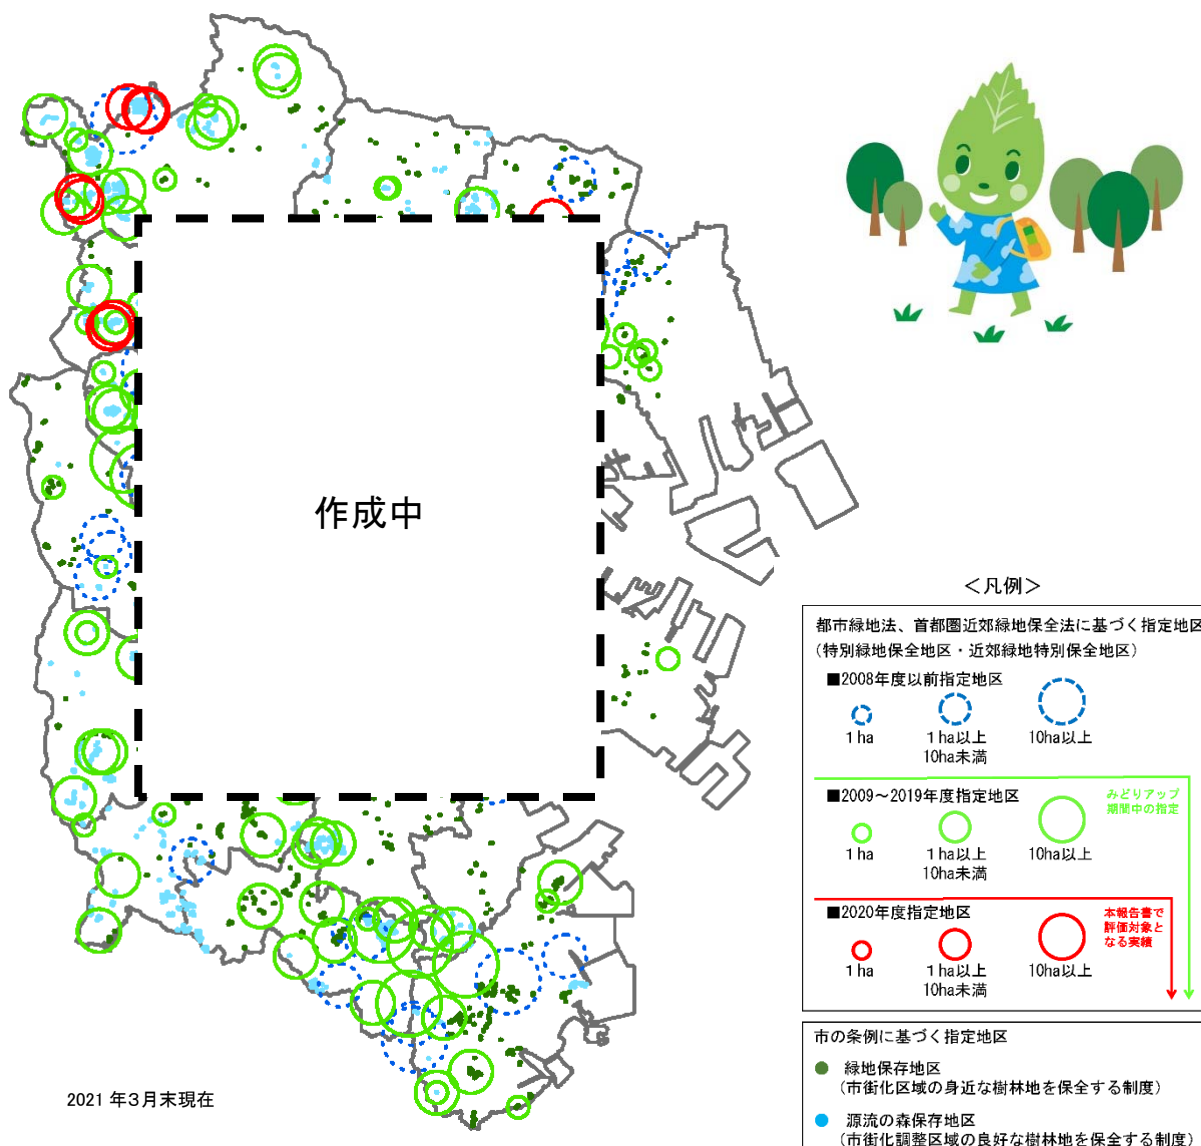 作成中
<凡例>
都市緑地法、首都圏近郊緑地保全法に基づく指定地区
(特別緑地保全地区・近郊緑地特別保全地区)
■2008年度以前指定地区
1ha
1ha以上
10ha未満
10ha以上
■2009~2019年度指定地区
みどりアップ
期間中の指定
1ha
1ha以上
10ha未満
10ha以上
■2020年度指定地区
本報告書で
評価対象と
なる実績
1ha
1ha以上
10ha未満
10ha以上
市の条例に基づく指定地区
緑地保存地区
(市街化区域の身近な樹林地を保全する制度)
源流の森保存地区
(市街化調整区域の良好な樹林地を保全する制度)
2021年3月末現在